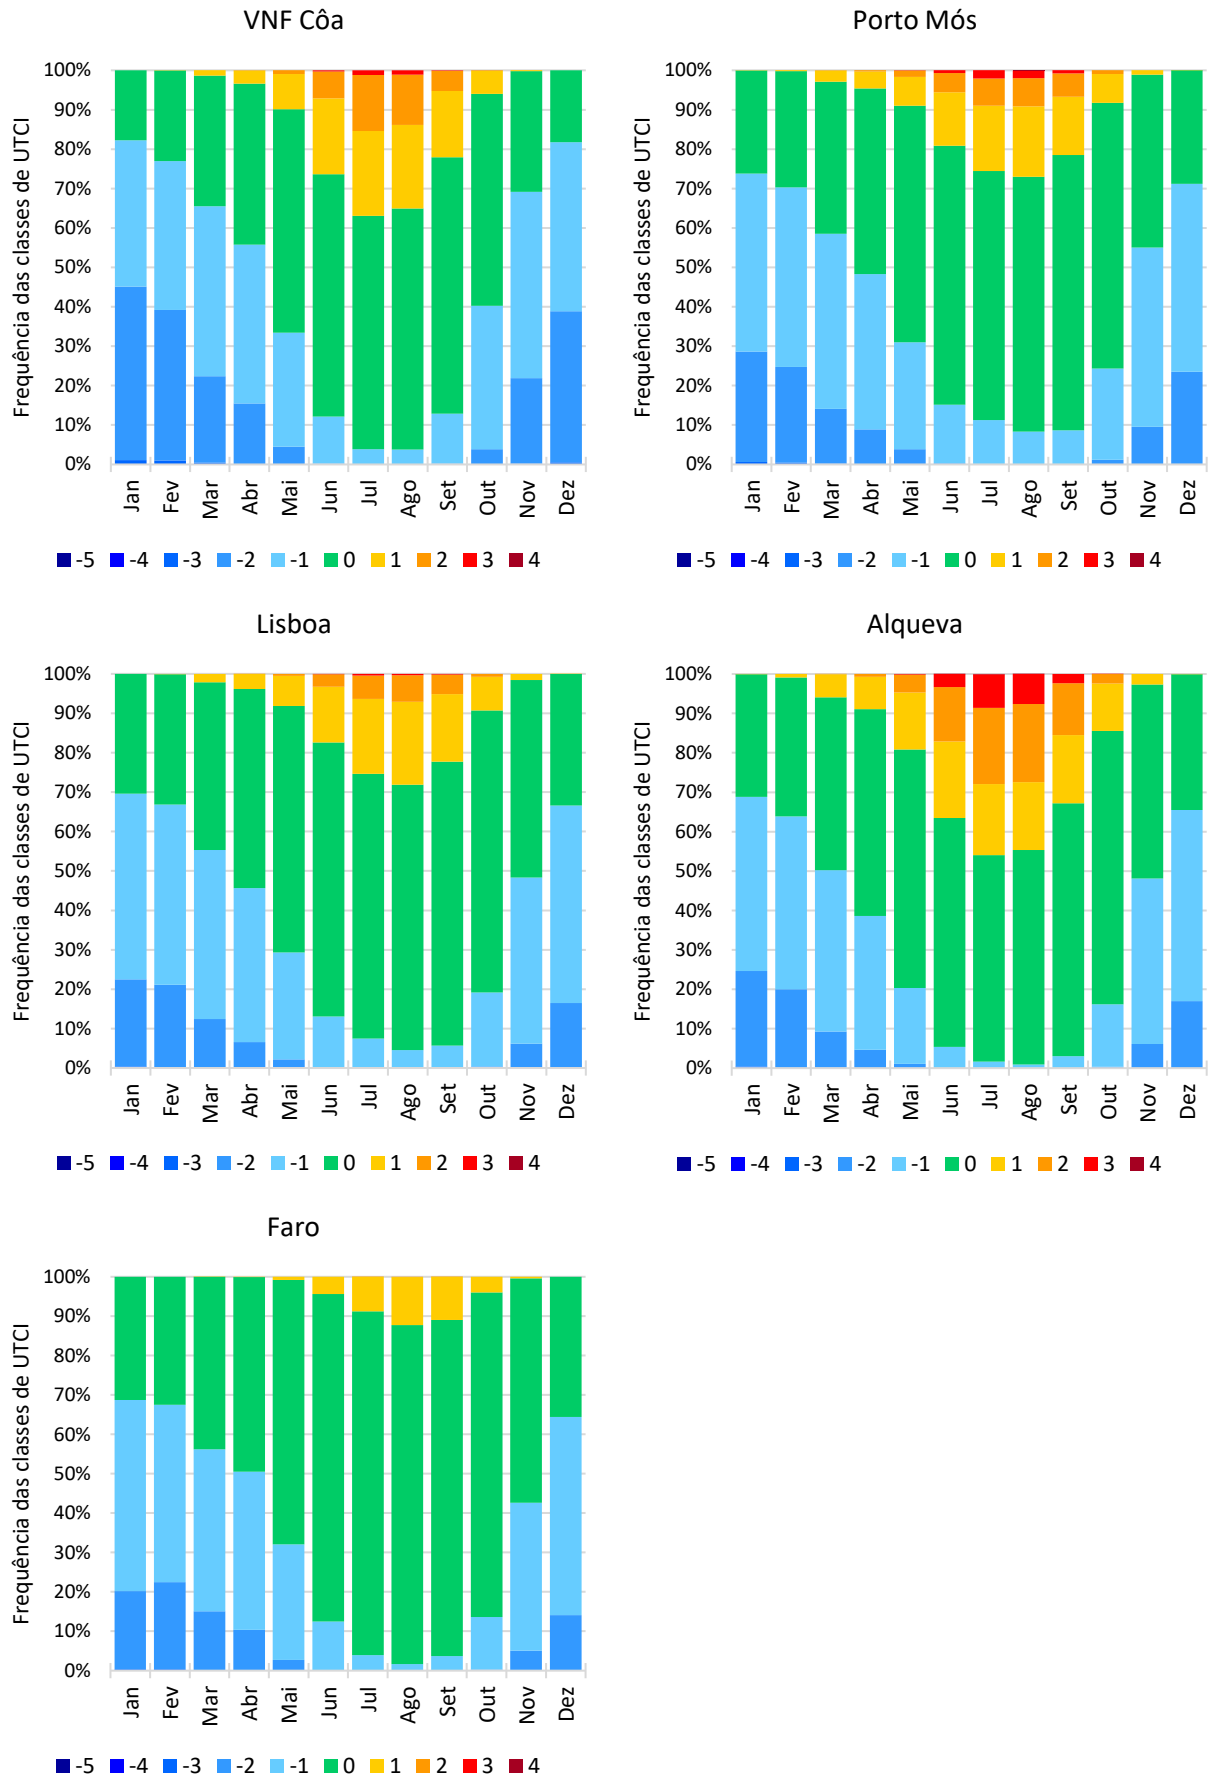 VNF Côa
Frequência das classes de UTCI
100%
90%
80%
70%
60%
50%
40%
30%
20%
10%
0%
Jan Fev Mar Abr Mai Jun Jul Ago Set Out Nov Dez
-5 -4 -3 -2 -1 0 1 2 3 4
Porto Mós
Frequência das classes de UTCI
100%
90%
80%
70%
60%
50%
40%
30%
20%
10%
0%
Jan Fev Mar Abr Mai Jun Jul Ago Set Out Nov Dez
-5 -4 -3 -2 -1 0 1 2 3 4
Lisboa
Frequência das classes de UTCI
100%
90%
80%
70%
60%
50%
40%
30%
20%
10%
0%
Jan Fev Mar Abr Mai Jun Jul Ago Set Out Nov Dez
-5 -4 -3 -2 -1 0 1 2 3 4
Alqueva
Frequência das classes de UTCI
100%
90%
80%
70%
60%
50%
40%
30%
20%
10%
0%
Jan Fev Mar Abr Mai Jun Jul Ago Set Out Nov Dez
-5 -4 -3 -2 -1 0 1 2 3 4
Faro
Frequência das classes de UTCI
100%
90%
80%
70%
60%
50%
40%
30%
20%
10%
0%
Jan Fev Mar Abr Mai Jun Jul Ago Set Out Nov Dez
-5 -4 -3 -2 -1 0 1 2 3 4